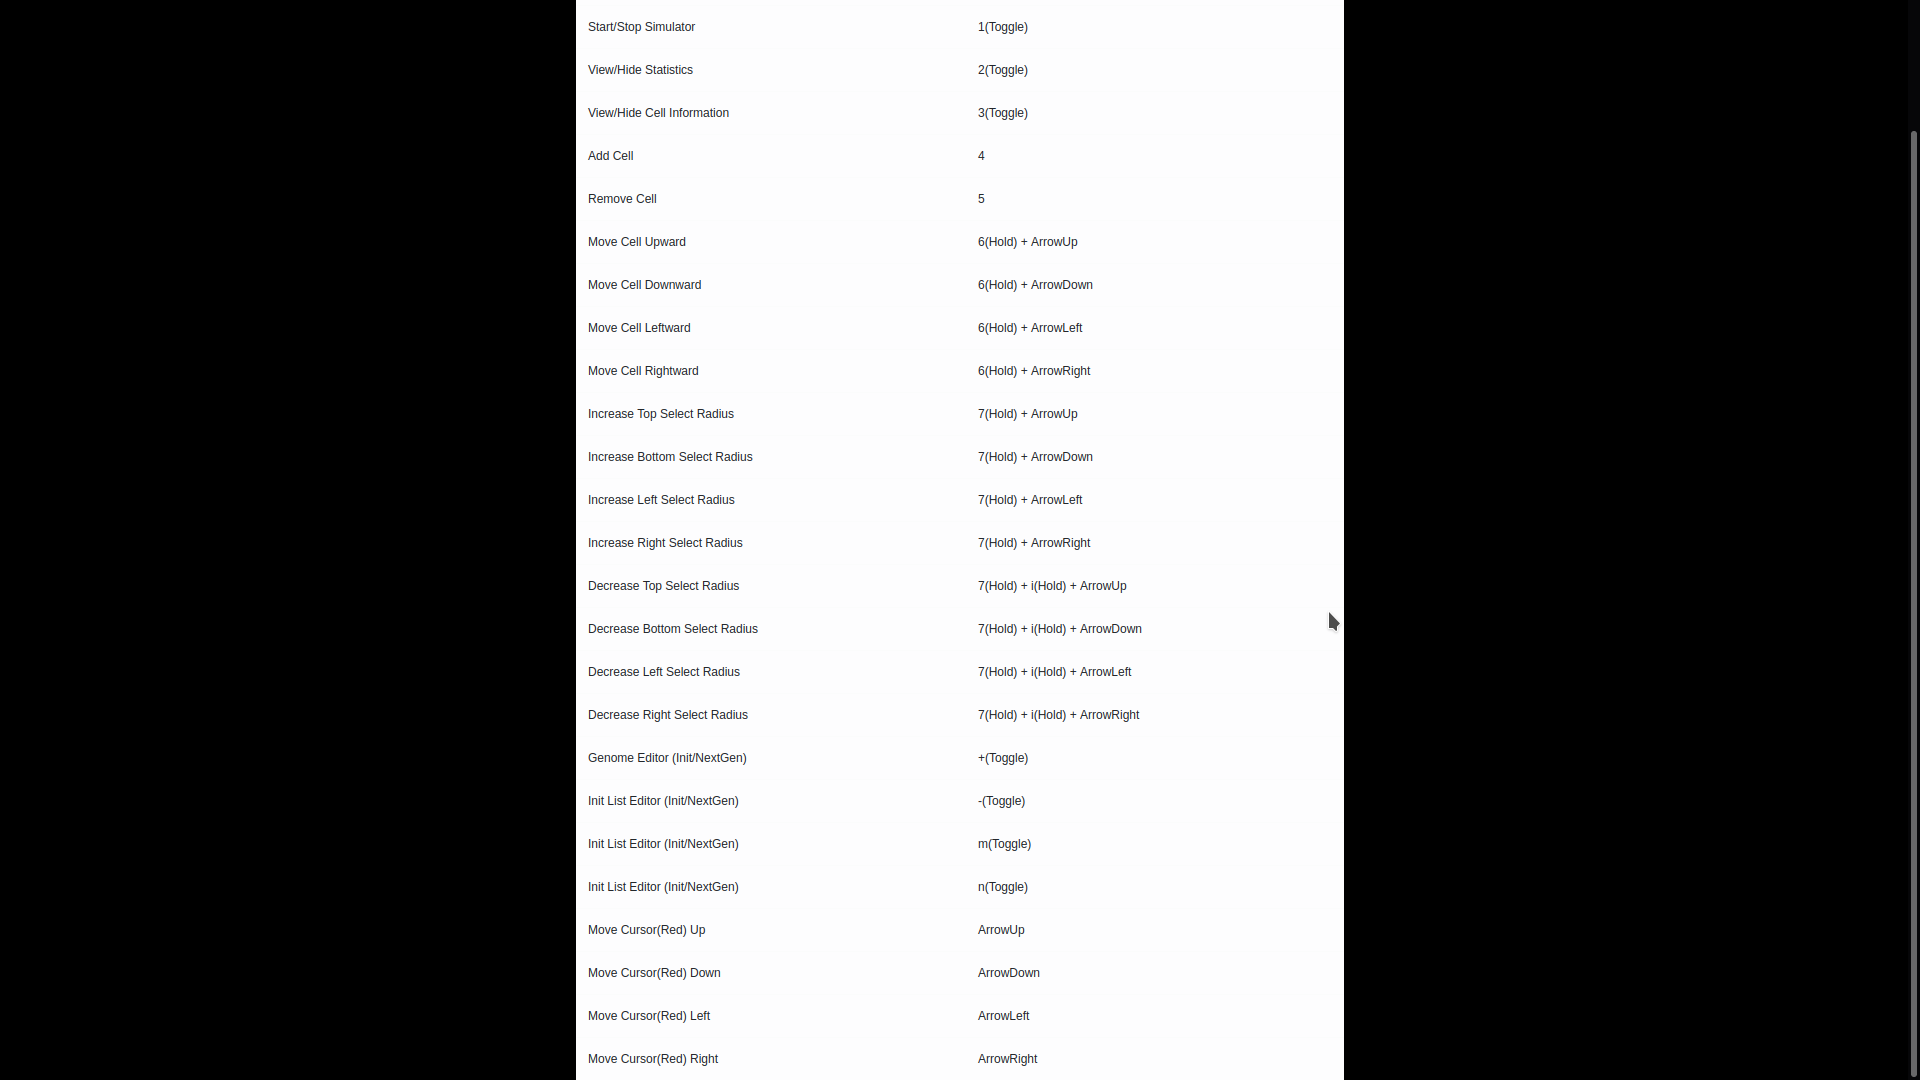 Start/Stop Simulator 1(Toggle)
View/Hide Statistics 2(Toggle)
View/Hide Cell Information 3(Toggle)
Add Cell 4
Remove Cell 5
Move Cell Upward 6(Hold) + ArrowUp
Move Cell Downward 6(Hold) + ArrowDown
Move Cell Leftward 6(Hold) + ArrowLeft
Move Cell Rightward 6(Hold) + ArrowRight
Increase Top Select Radius 7(Hold) + ArrowUp
Increase Bottom Select Radius 7(Hold) + ArrowDown
Increase Left Select Radius 7(Hold) + ArrowLeft
Increase Right Select Radius 7(Hold) + ArrowRight
Decrease Top Select Radius 7(Hold) + i(Hold) + ArrowUp
Decrease Bottom Select Radius 7(Hold) + i(Hold) + ArrowDown
Decrease Left Select Radius 7(Hold) + i(Hold) + ArrowLeft
Decrease Right Select Radius 7(Hold) + i(Hold) + ArrowRight
Genome Editor (Init/NextGen) +(Toggle)
Init List Editor (Init/NextGen) -(Toggle)
Init List Editor (Init/NextGen) m(Toggle)
Init List Editor (Init/NextGen) n(Toggle)
Move Cursor(Red) Up ArrowUp
Move Cursor(Red) Down ArrowDown
Move Cursor(Red) Left ArrowLeft
Move Cursor(Red) Right ArrowRight